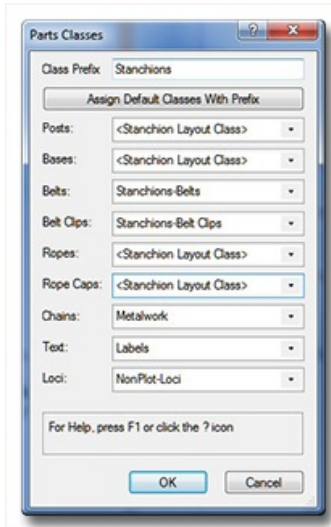 Parts Classes
Class Prefix Stanchions
Assign Default Classes With Prefix
Posts: <Stanchion Layout Class>
Bases: <Stanchion Layout Class>
Belts: Stanchions-Belts
Belt Clips: Stanchions-Belt Clips
Ropes: <Stanchion Layout Class>
Rope Caps: <Stanchion Layout Class>
Chains: Metalwork
Text: Labels
Loci: NonPlot-Loci
For Help, press F1 or click the ? icon
OK Cancel